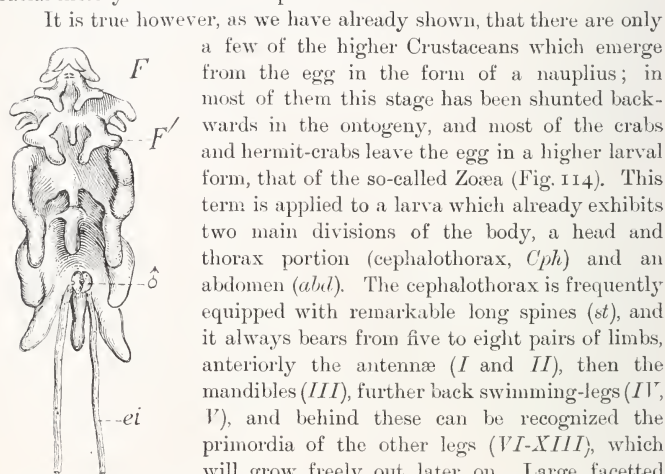 It is true however, as we have already shown, that there are only
a few of the higher Crustaceans which emerge
from the egg in the form of a nauplius; in
most of them this stage has been shunted back-
wards in the ontogeny, and most of the crabs
and hermit-crabs leave the egg in a higher larval
form, that of the so-called Zoæa (Fig. 114). This
term is applied to a larva which already exhibits
two main divisions of the body, a head and
thorax portion (cephalothorax, Cph) and an
abdomen (abd). The cephalothorax is frequently
equipped with remarkable long spines (st), and
it always bears from five to eight pairs of limbs,
anteriorly the antennæ (I and II), then the
mandibles (III), further back swimming-legs (IV,
V), and behind these can be recognized the
primordia of the other legs (VI-XIII), which
will grow freely out later on. Large facetted
F
F′
ô
ei